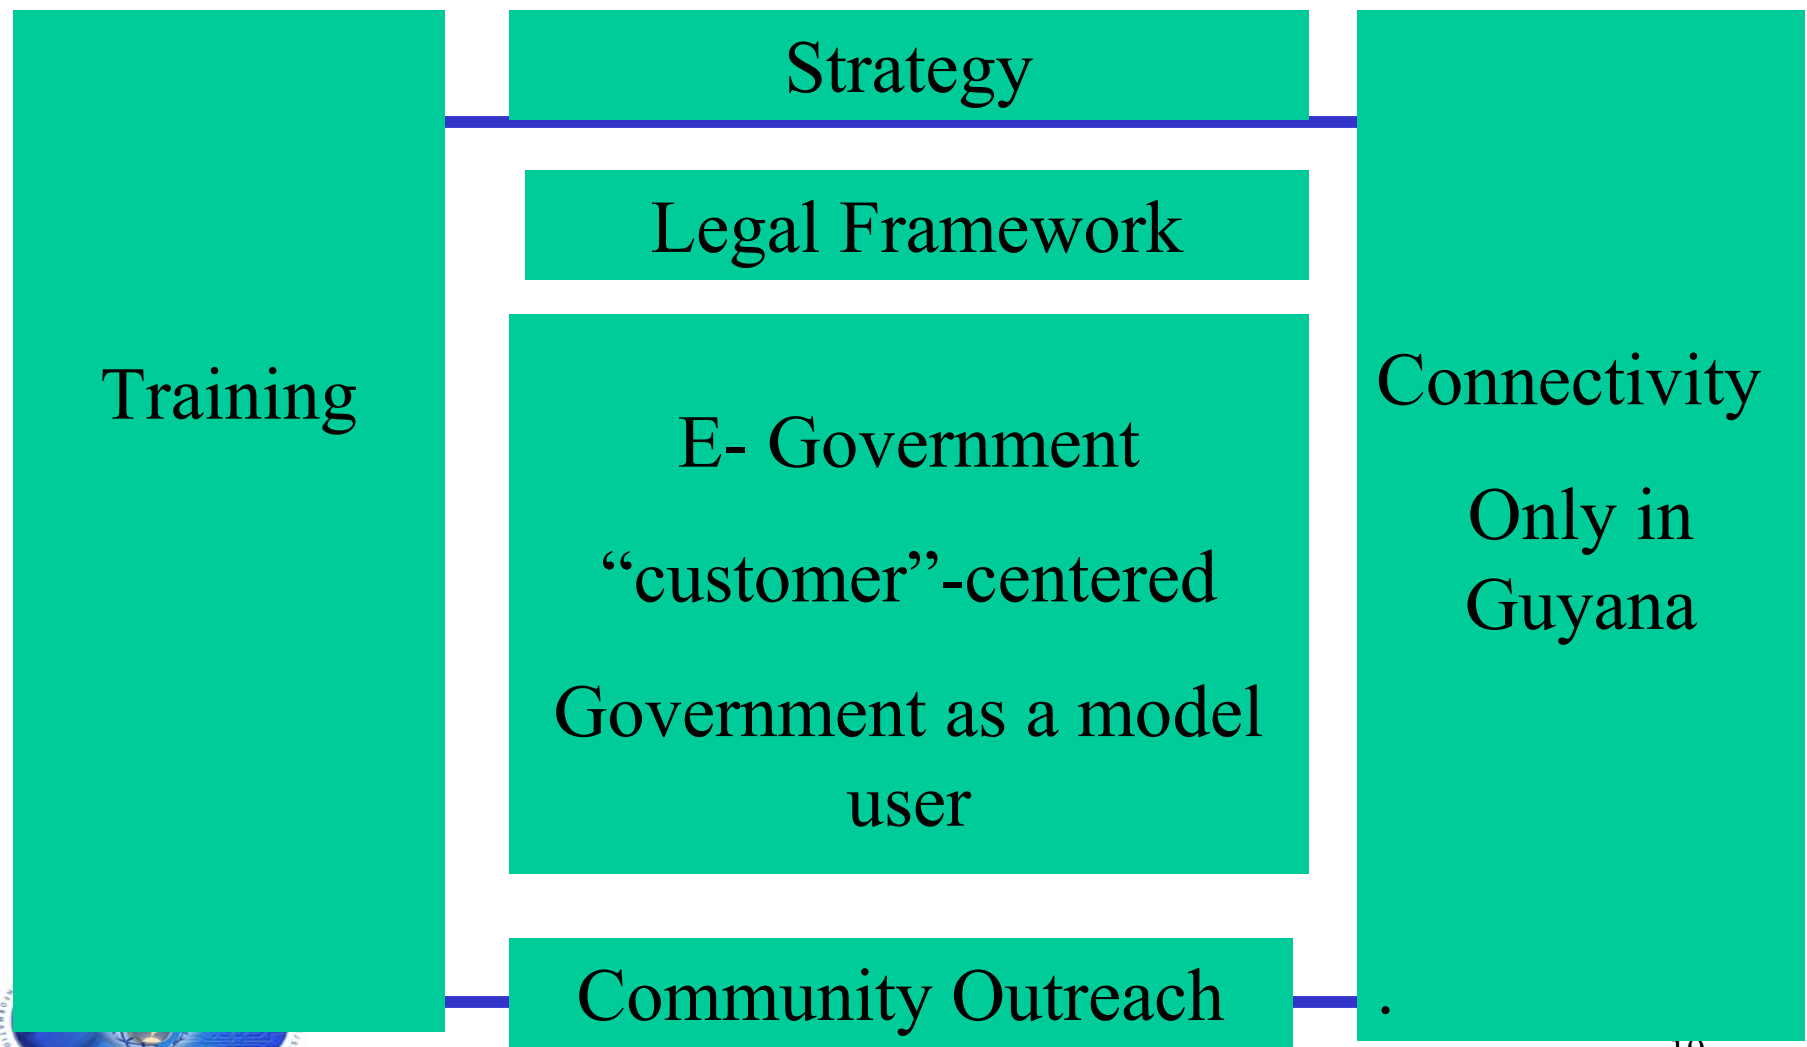 Strategy
Legal Framework
Training
E- Government
“customer”-centered
Government as a model
user
Connectivity
Only in
Guyana
Community Outreach
.